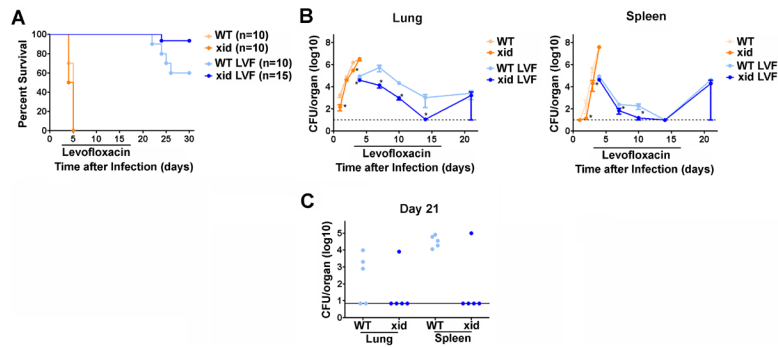 A
WT (n=10)
xid (n=10)
WT LVF (n=10)
xid LVF (n=15)
Percent Survival
100
80
60
40
20
0
0 5 10 15 20 25 30
Levofloxacin
Time after Infection (days)
B
Lung
WT
xid
WT LVF
xid LVF
CFU/organ (log10)
8
6
4
2
0
0 5 10 15 20
Levofloxacin
Time after Infection (days)
Spleen
WT
xid
WT LVF
xid LVF
CFU/organ (log10)
8
6
4
2
0
0 5 10 15 20
Levofloxacin
Time after Infection (days)
C
Day 21
CFU/organ (log10)
5
4
3
2
1
0
WT xid WT xid
Lung Spleen